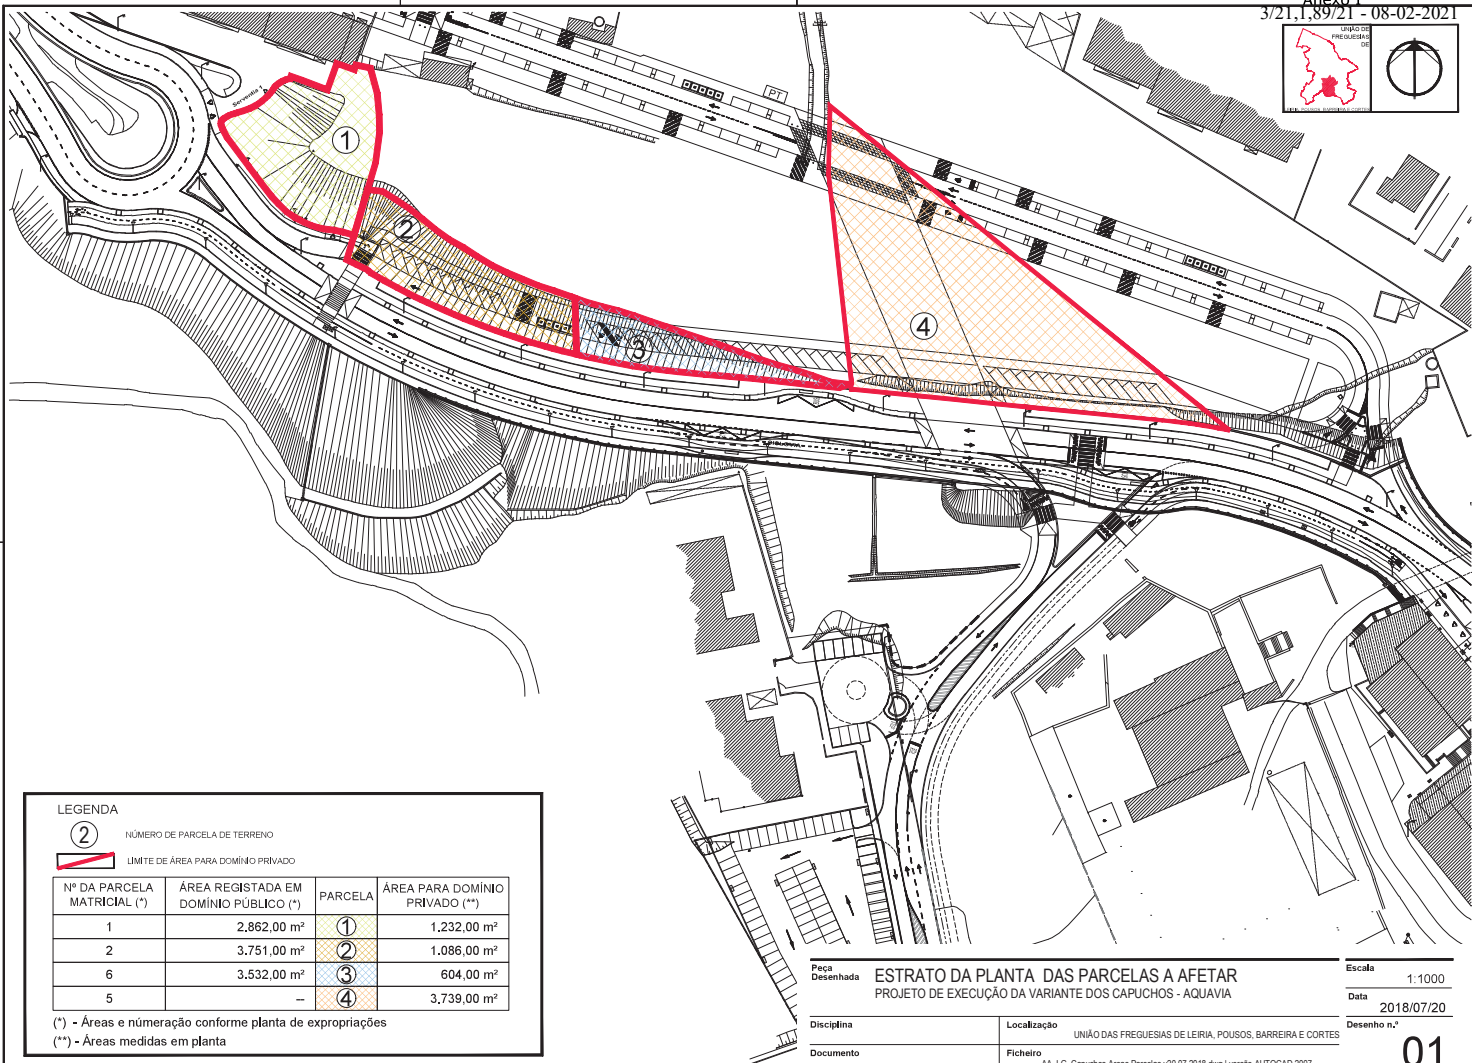 Anexo 1
3/21,1,89/21 - 08-02-2021
UNIÃO DE
FREGUESIAS
DE
LEIRIA, POUSOS, BARREIRA E CORTES
Serventia 1
PT
1
2
3
4
LEGENDA
2 NÚMERO DE PARCELA DE TERRENO
LIMITE DE ÁREA PARA DOMÍNIO PRIVADO
Nº DA PARCELA MATRICIAL (*) ÁREA REGISTADA EM DOMÍNIO PÚBLICO (*) PARCELA ÁREA PARA DOMÍNIO PRIVADO (**)
1 2.862,00 m² 1 1.232,00 m²
2 3.751,00 m² 2 1.086,00 m²
6 3.532,00 m² 3 604,00 m²
5 -- 4 3.739,00 m²
(*) - Áreas e númeração conforme planta de expropriações
(**) - Áreas medidas em planta
Peça Desenhada ESTRATO DA PLANTA DAS PARCELAS A AFETAR
PROJETO DE EXECUÇÃO DA VARIANTE DOS CAPUCHOS - AQUAVIA
Escala
1:1000
Data
2018/07/20
Disciplina
Localização
UNIÃO DAS FREGUESIAS DE LEIRIA, POUSOS, BARREIRA E CORTES
Desenho n.º
01
Documento
Ficheiro